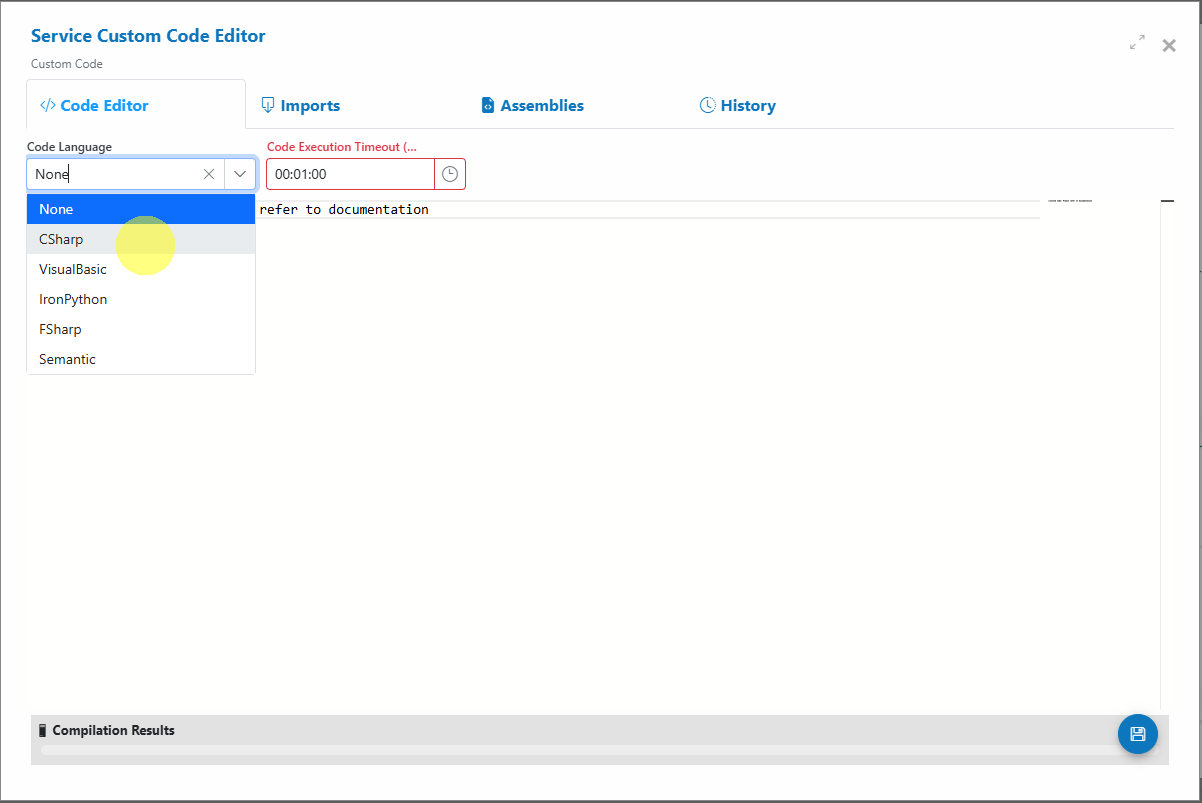 Service Custom Code Editor
Custom Code
</> Code Editor
Imports
Assemblies
History
Code Language
Code Execution Timeout (...
None
00:01:00
None
refer to documentation
CSharp
VisualBasic
IronPython
FSharp
Semantic
Compilation Results